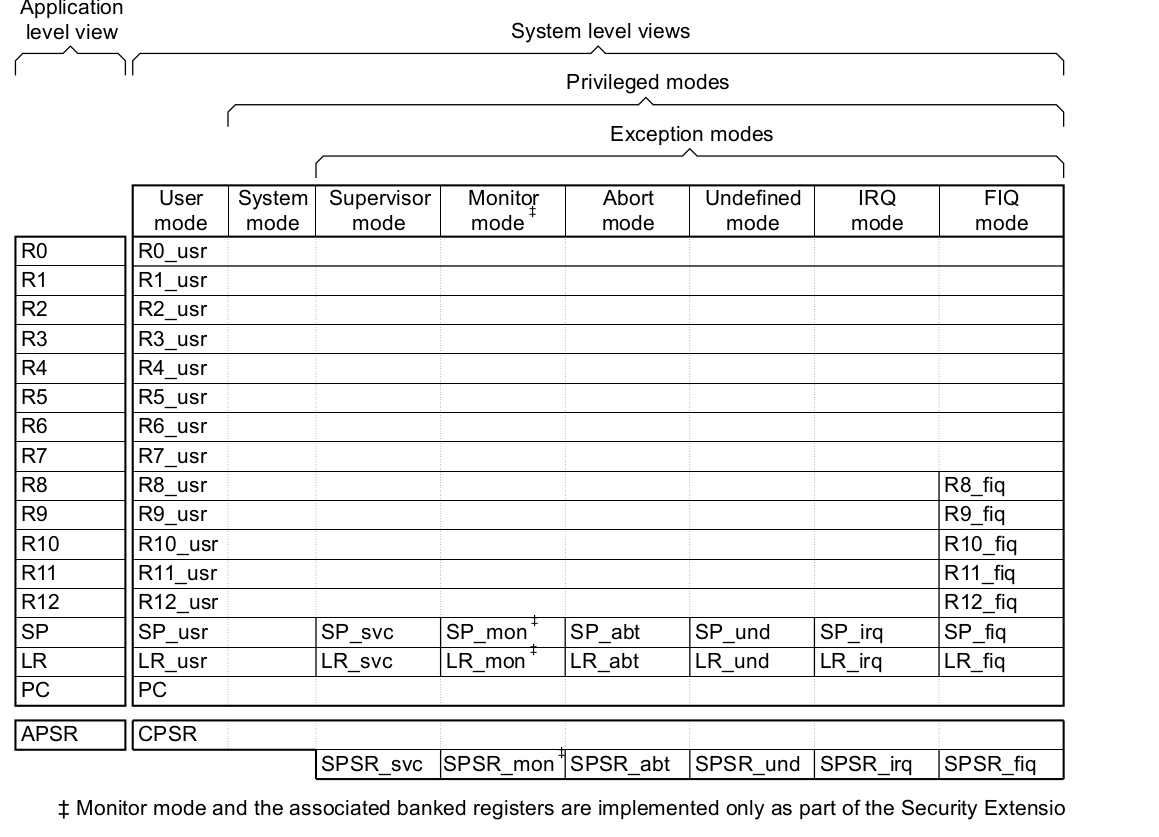 Application
level view
System level views
Privileged modes
Exception modes
User mode System mode Supervisor mode Monitor mode ‡ Abort mode Undefined mode IRQ mode FIQ mode
R0 R0_usr
R1 R1_usr
R2 R2_usr
R3 R3_usr
R4 R4_usr
R5 R5_usr
R6 R6_usr
R7 R7_usr
R8 R8_usr R8_fiq
R9 R9_usr R9_fiq
R10 R10_usr R10_fiq
R11 R11_usr R11_fiq
R12 R12_usr R12_fiq
SP SP_usr SP_svc SP_mon ‡ SP_abt SP_und SP_irq SP_fiq
LR LR_usr LR_svc LR_mon ‡ LR_abt LR_und LR_irq LR_fiq
PC PC
APSR CPSR
SPSR_svc SPSR_mon ‡ SPSR_abt SPSR_und SPSR_irq SPSR_fiq
‡ Monitor mode and the associated banked registers are implemented only as part of the Security Extensio